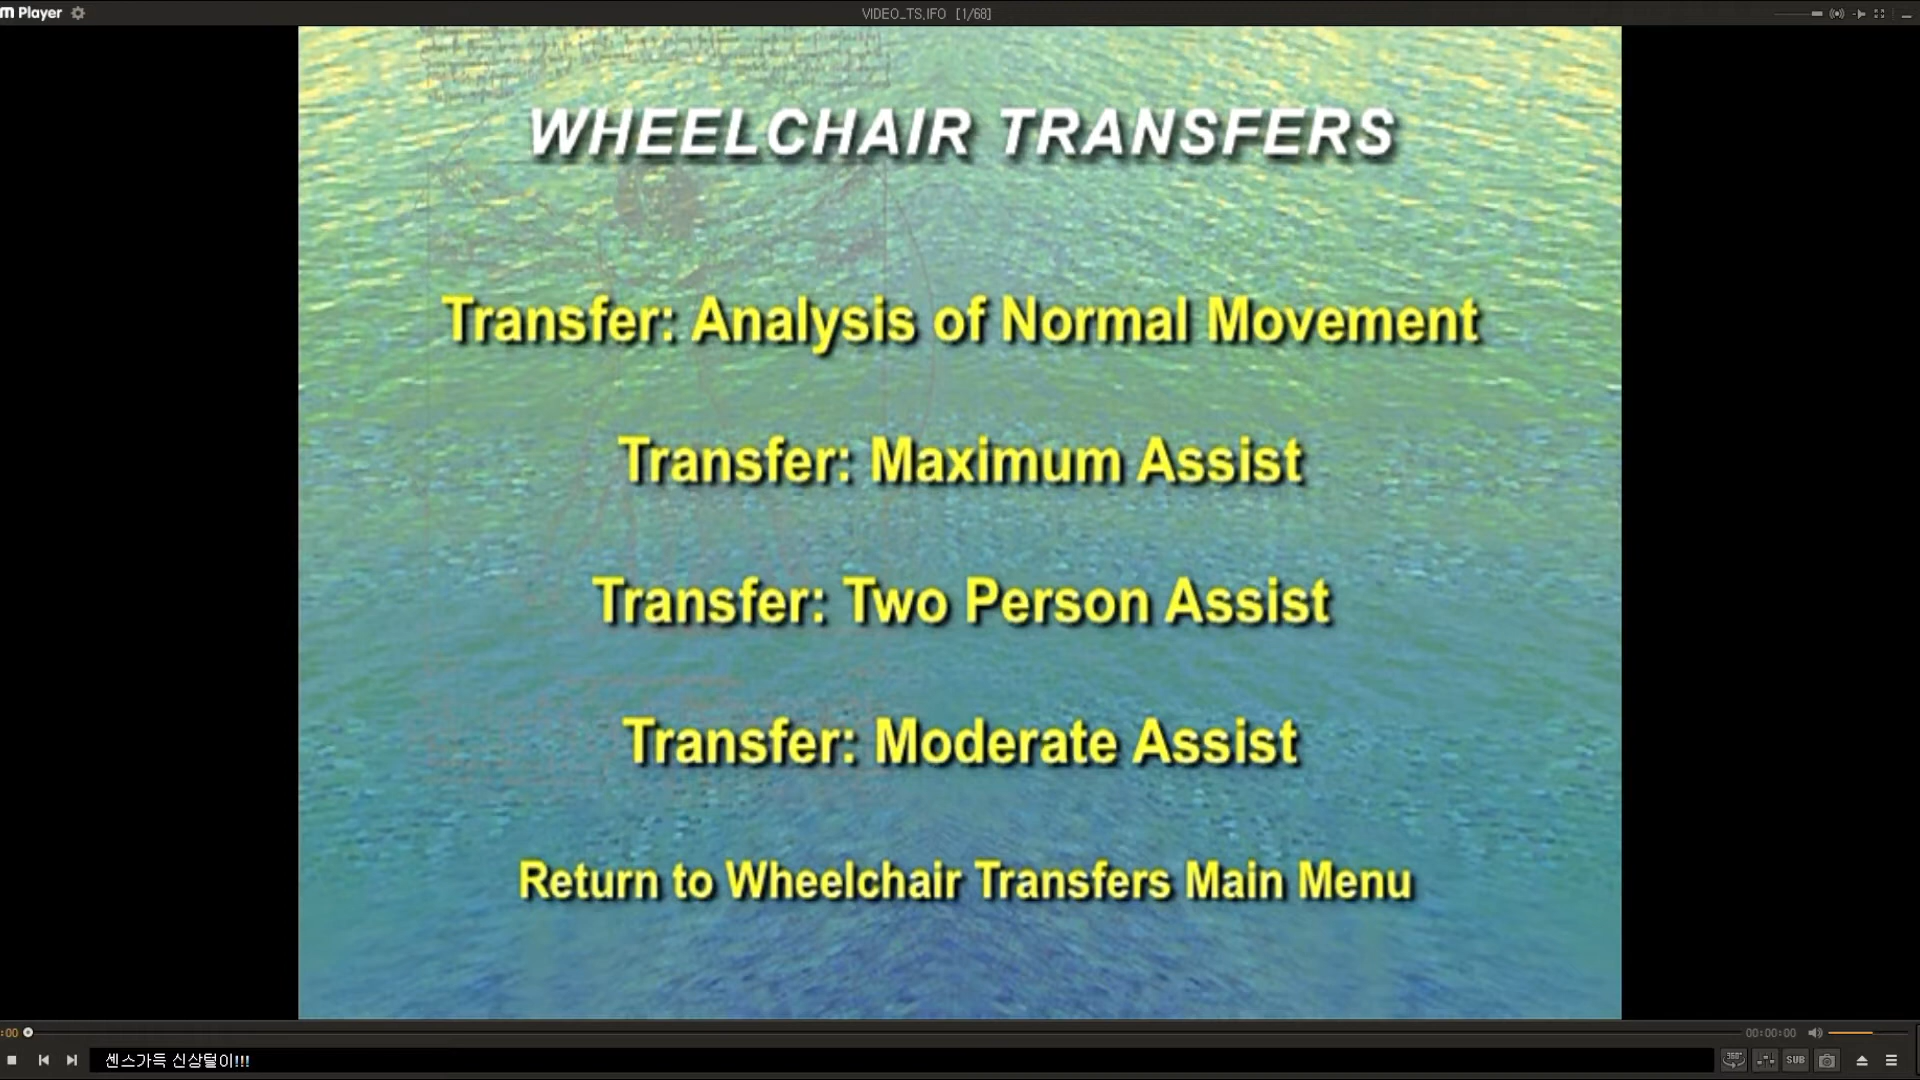 m Player
VIDEO_TS.IFO [1/68]
WHEELCHAIR TRANSFERS
Transfer: Analysis of Normal Movement
Transfer: Maximum Assist
Transfer: Two Person Assist
Transfer: Moderate Assist
Return to Wheelchair Transfers Main Menu
:00
00:00:00
센스가득 신상털이!!!
360°
SUB